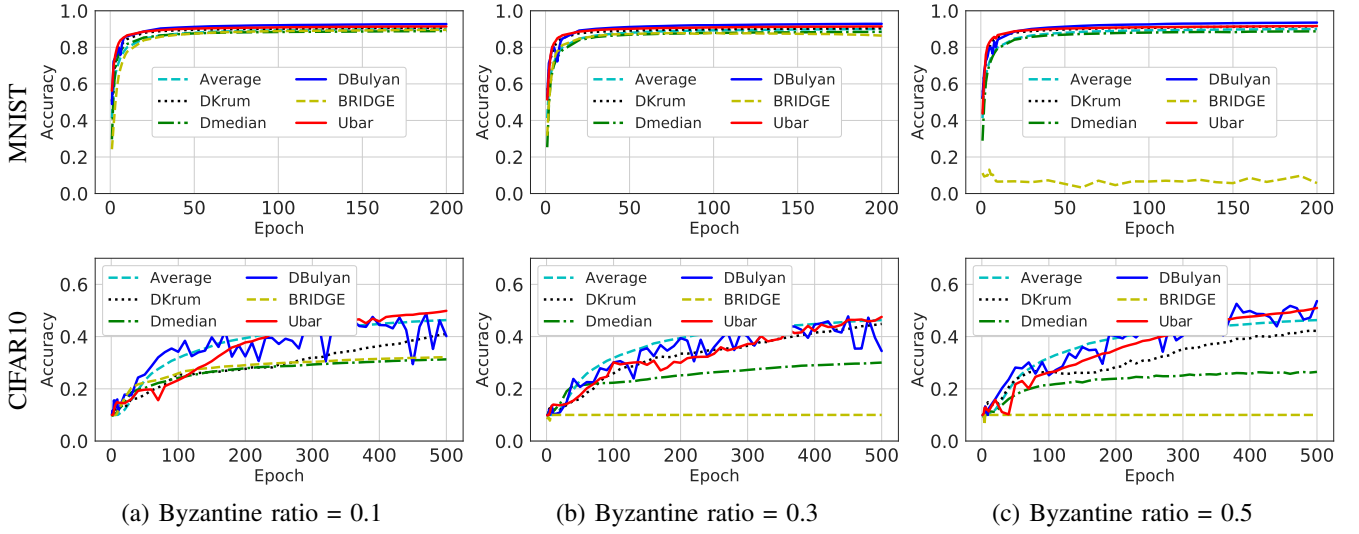 MNIST
Accuracy
1.0
0.8
0.6
0.4
0.2
0.0
Average
DKrum
Dmedian
DBulyan
BRIDGE
Ubar
0 50 100 150 200
Epoch
Accuracy
1.0
0.8
0.6
0.4
0.2
0.0
Average
DKrum
Dmedian
DBulyan
BRIDGE
Ubar
0 50 100 150 200
Epoch
Accuracy
1.0
0.8
0.6
0.4
0.2
0.0
Average
DKrum
Dmedian
DBulyan
BRIDGE
Ubar
0 50 100 150 200
Epoch
CIFAR10
Accuracy
0.6
0.4
0.2
0.0
Average
DKrum
Dmedian
DBulyan
BRIDGE
Ubar
0 100 200 300 400 500
Epoch
Accuracy
0.6
0.4
0.2
0.0
Average
DKrum
Dmedian
DBulyan
BRIDGE
Ubar
0 100 200 300 400 500
Epoch
Accuracy
0.6
0.4
0.2
0.0
Average
DKrum
Dmedian
DBulyan
BRIDGE
Ubar
0 100 200 300 400 500
Epoch
(a) Byzantine ratio = 0.1
(b) Byzantine ratio = 0.3
(c) Byzantine ratio = 0.5